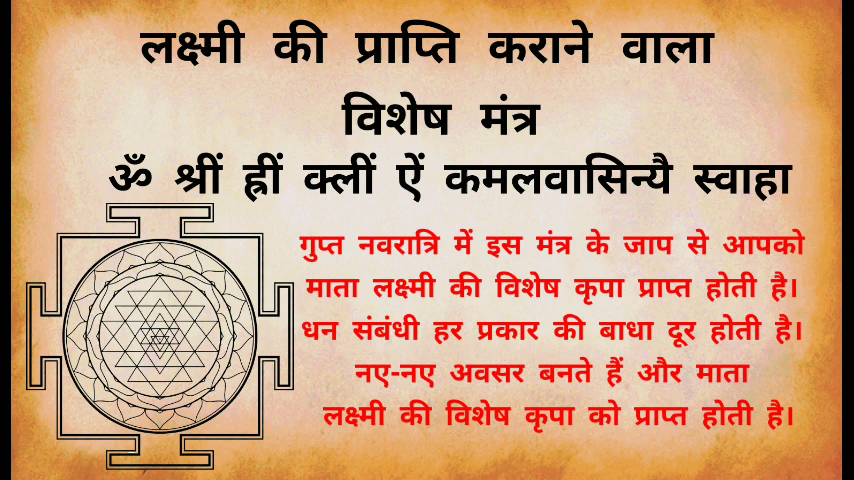 लक्ष्मी की प्राप्ति कराने वाला
विशेष मंत्र
ॐ श्रीं ह्रीं क्लीं ऐं कमलवासिन्यै स्वाहा
गुप्त नवरात्रि में इस मंत्र के जाप से आपको
माता लक्ष्मी की विशेष कृपा प्राप्त होती है।
धन संबंधी हर प्रकार की बाधा दूर होती है।
नए-नए अवसर बनते हैं और माता
लक्ष्मी की विशेष कृपा को प्राप्त होती है।